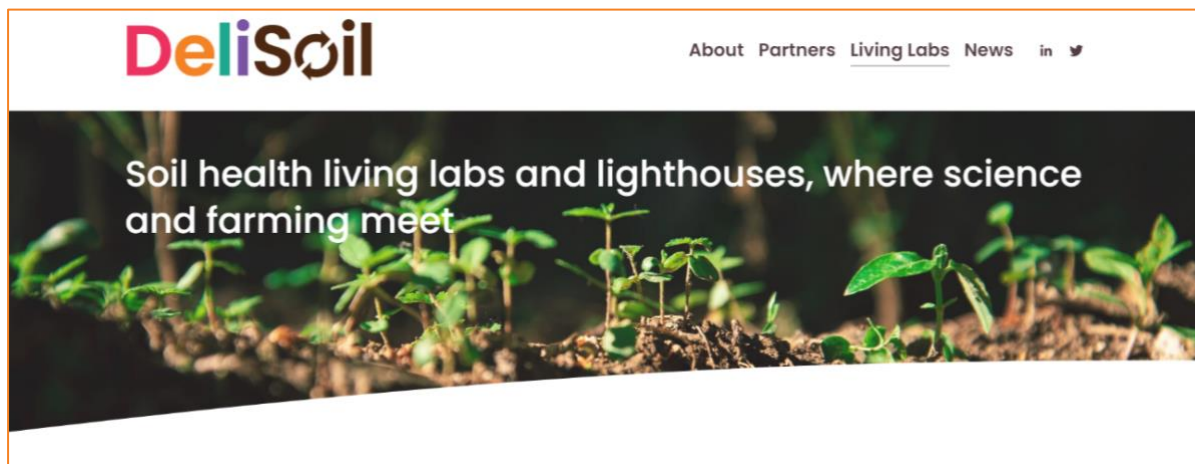 DeliSoil
About Partners Living Labs News in
Soil health living labs and lighthouses, where science
and farming meet